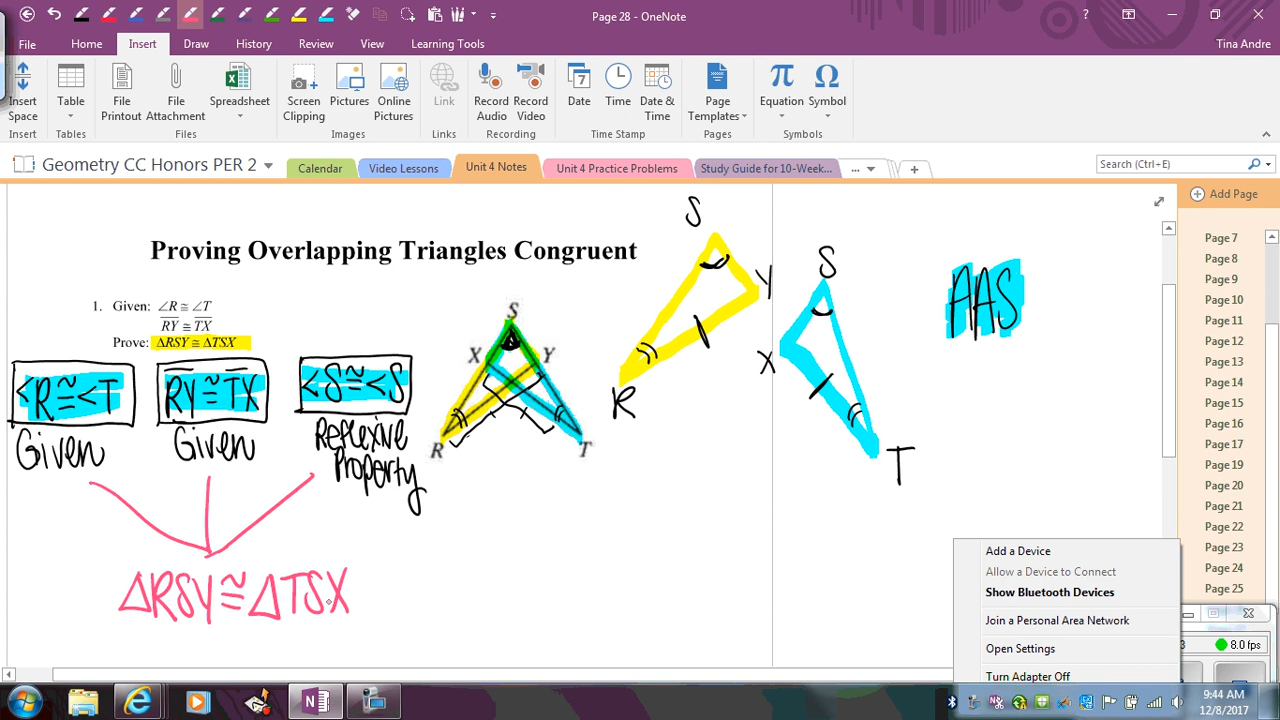 Page 28 - OneNote
?
File
Home
Insert
Draw
History
Review
View
Learning Tools
Tina Andre
Insert Space
Table
File Printout
File Attachment
Spreadsheet
Screen Clipping
Pictures
Online Pictures
Link
Record Audio
Record Video
Date
Time
Date & Time
Page Templates
π Equation
Ω Symbol
Insert
Tables
Files
Images
Links
Recording
Time Stamp
Pages
Symbols
Geometry CC Honors PER 2
Calendar
Video Lessons
Unit 4 Notes
Unit 4 Practice Problems
Study Guide for 10-Week...
...
Search (Ctrl+E)
Add Page
Page 7
Page 8
Page 9
Page 10
Page 11
Page 12
Page 13
Page 14
Page 15
Page 16
Page 17
Page 18
Page 19
Page 20
Page 21
Page 22
Page 23
Page 24
Page 25
Proving Overlapping Triangles Congruent
1. Given: ∠R ≅ ∠T
RY ≅ TX
Prove: ΔRSY ≅ ΔTSX
<R ≅ <T
Given
RY ≅ TX
Given
<S ≅ <S
Reflexive
Property
ΔRSY ≅ ΔTSX
S
X
Y
R
T
S
Y
R
S
X
T
AAS
Add a Device
Allow a Device to Connect
Show Bluetooth Devices
Join a Personal Area Network
Open Settings
Turn Adapter Off
3
8.0 fps
9:44 AM
12/8/2017